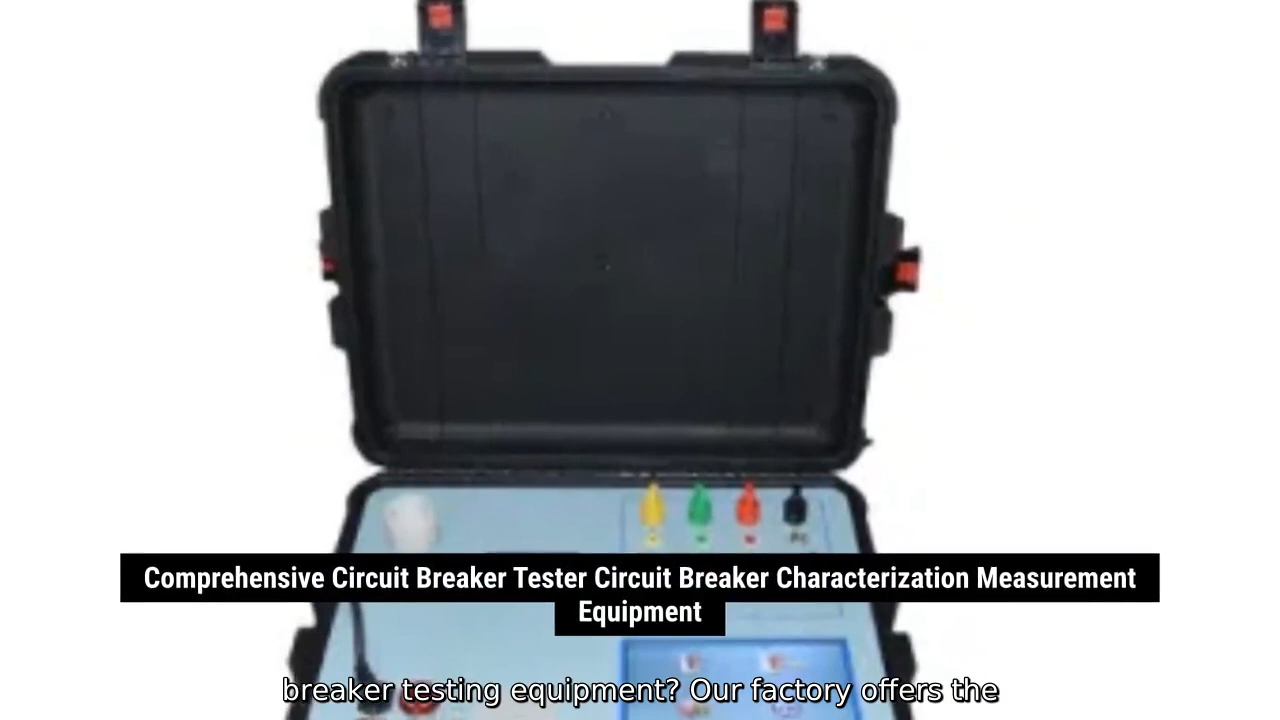 Comprehensive Circuit Breaker Tester Circuit Breaker Characterization Measurement
Equipment
breaker testing equipment? Our factory offers the